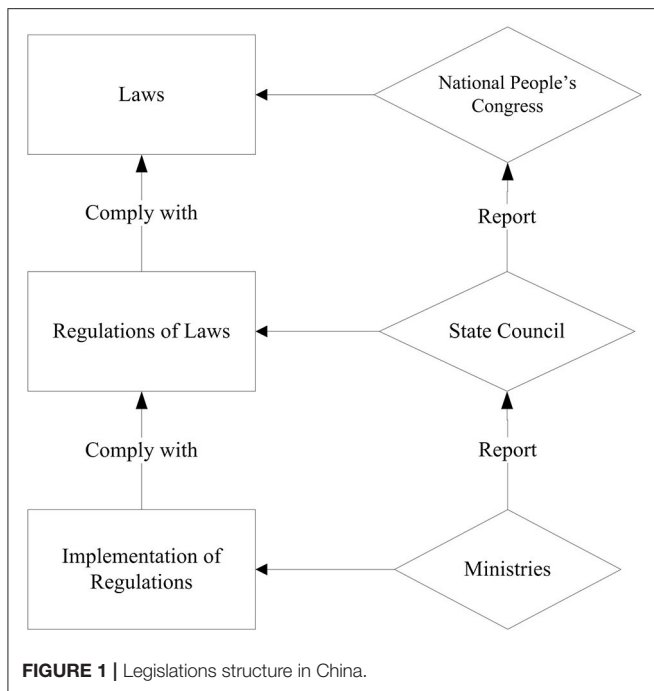 Laws
National People's
Congress
Comply with
Report
Regulations of Laws
State Council
Comply with
Report
Implementation of
Regulations
Ministries
FIGURE 1 | Legislations structure in China.